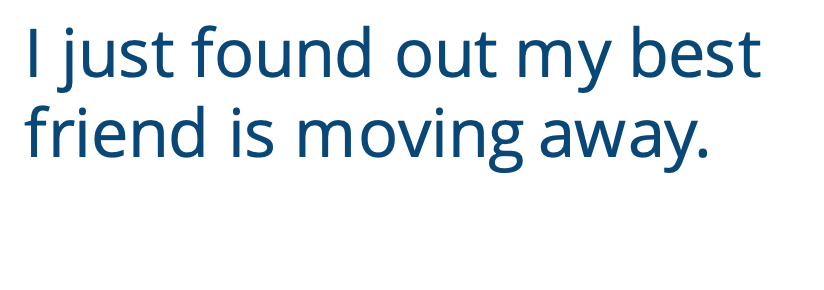 I just found out my best
friend is moving away.